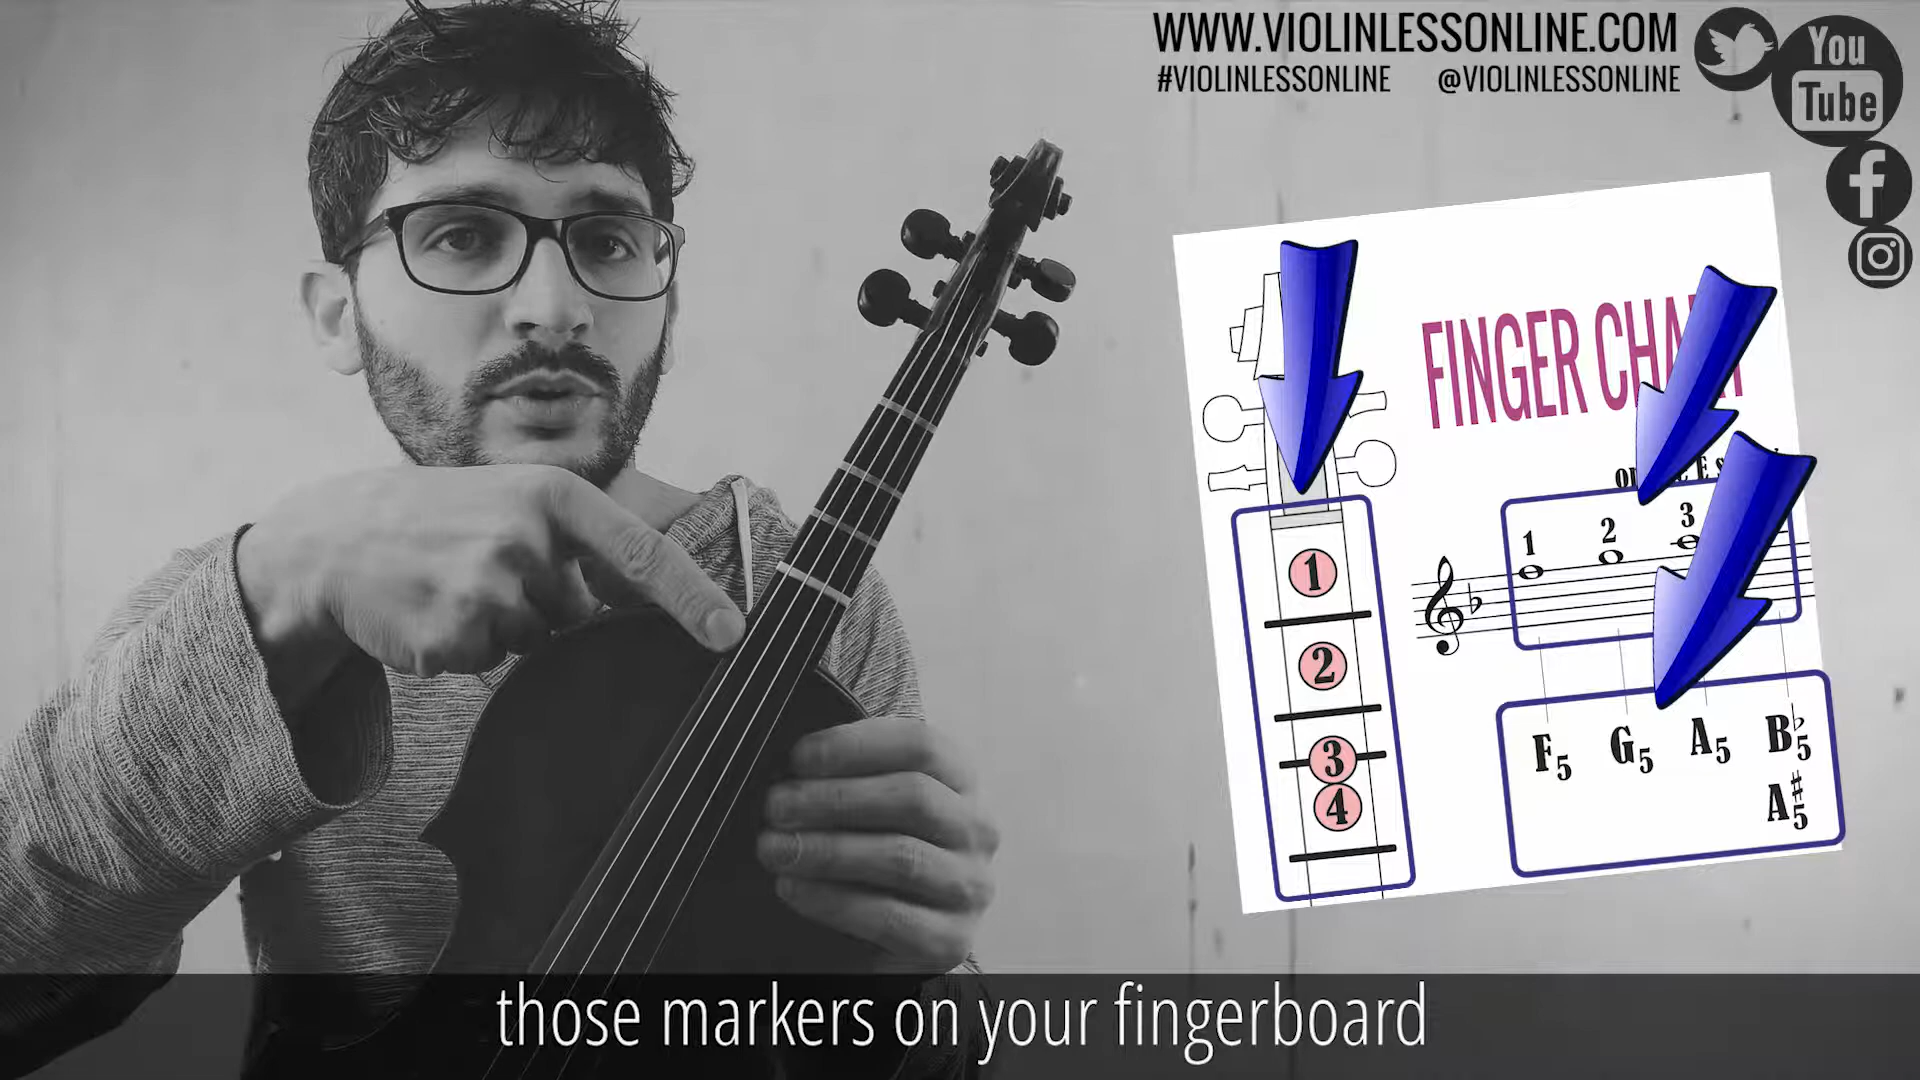 WWW.VIOLINLESSONLINE.COM
#VIOLINLESSONLINE @VIOLINLESSONLINE
You
Tube
f
FINGER
1 2 3
1
2
3
4
F5 G5 A5 B♭5
A♯5
those markers on your fingerboard